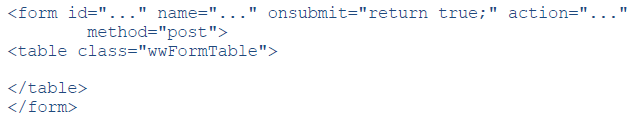 <form id="..." name="..." onsubmit="return true;" action="..."
method="post">
<table class="wwFormTable">
</table>
</form>